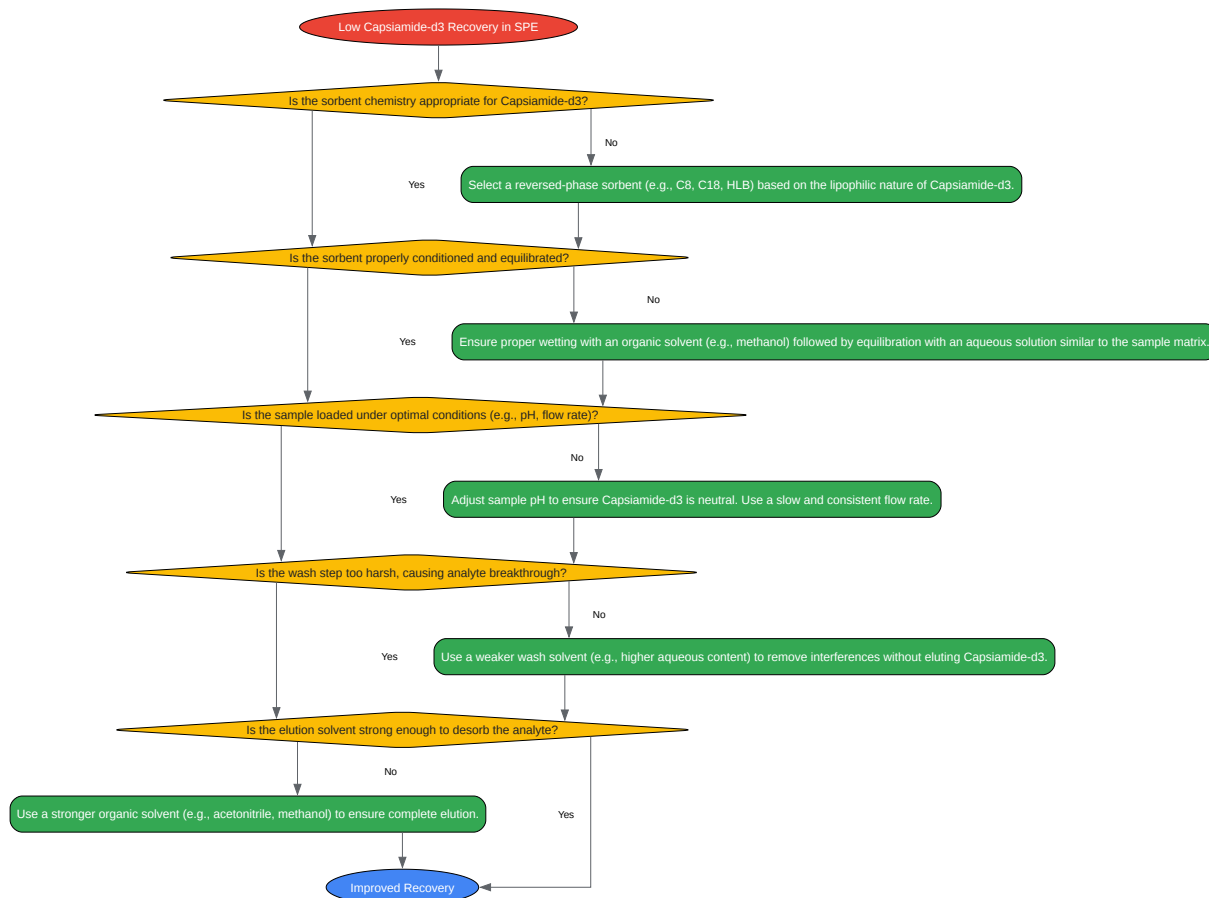 Low Capsiamide-d3 Recovery in SPE
Is the sorbent chemistry appropriate for Capsiamide-d3?
No
Yes
Select a reversed-phase sorbent (e.g., C8, C18, HLB) based on the lipophilic nature of Capsiamide-d3.
Is the sorbent properly conditioned and equilibrated?
No
Yes
Ensure proper wetting with an organic solvent (e.g., methanol) followed by equilibration with an aqueous solution similar to the sample matrix.
Is the sample loaded under optimal conditions (e.g., pH, flow rate)?
No
Yes
Adjust sample pH to ensure Capsiamide-d3 is neutral. Use a slow and consistent flow rate.
Is the wash step too harsh, causing analyte breakthrough?
No
Yes
Use a weaker wash solvent (e.g., higher aqueous content) to remove interferences without eluting Capsiamide-d3.
Is the elution solvent strong enough to desorb the analyte?
No
Use a stronger organic solvent (e.g., acetonitrile, methanol) to ensure complete elution.
Yes
Improved Recovery